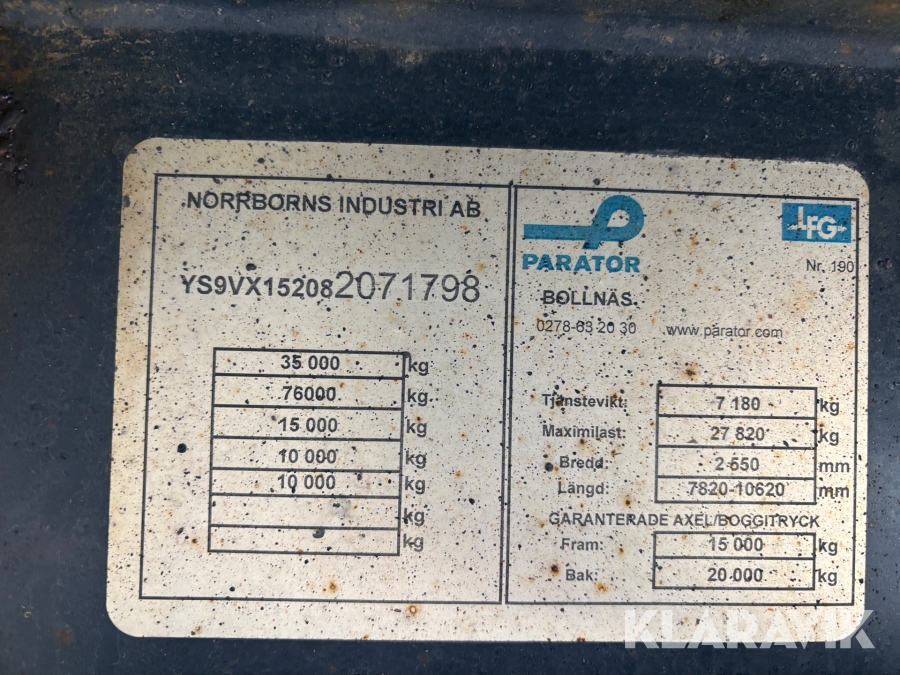 NORRBORNS INDUSTRI AB
YS9VX152082071798
35 000 kg
76000 kg
15 000 kg
10 000 kg
10 000 kg
kg
kg
PARATOR
LFG
Nr. 190
BOLLNÄS
0278-63 20 30 www.parator.com
Tjänstevikt: 7 180 kg
Maximilast: 27 820 kg
Bredd: 2 550 mm
Längd: 7820-10620 mm
GARANTERADE AXEL/BOGGITRYCK
Fram: 15 000 kg
Bak: 20 000 kg
KLARAVIK